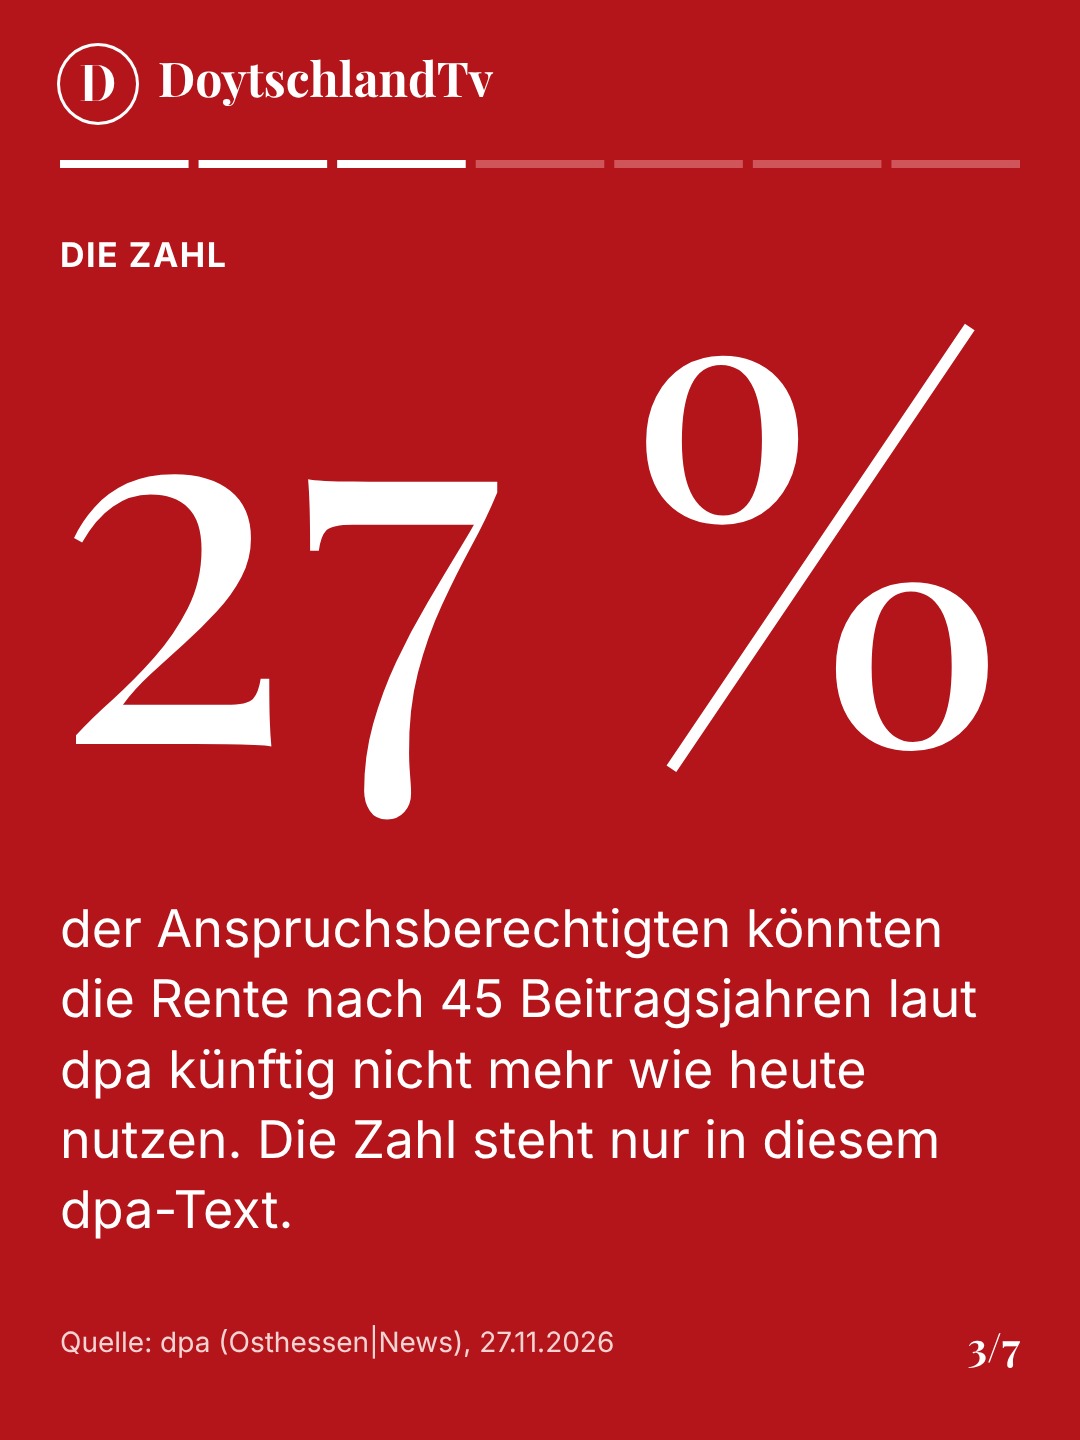 D DoytschlandTv
DIE ZAHL
27 %
der Anspruchsberechtigten könnten
die Rente nach 45 Beitragsjahren laut
dpa künftig nicht mehr wie heute
nutzen. Die Zahl steht nur in diesem
dpa-Text.
Quelle: dpa (Osthessen|News), 27.11.2026
3/7